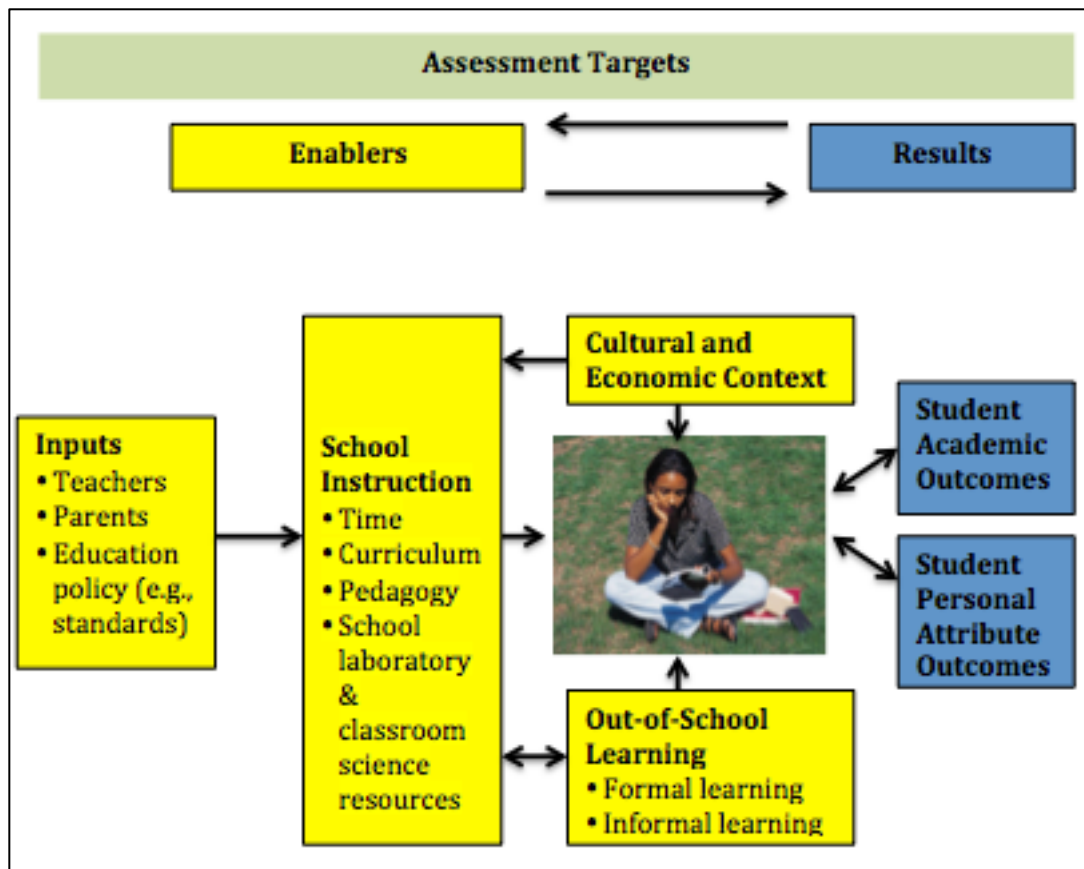 Assessment Targets
Enablers
Results
Inputs
• Teachers
• Parents
• Education
policy (e.g.,
standards)
School
Instruction
• Time
• Curriculum
• Pedagogy
• School
laboratory
&
classroom
science
resources
Cultural and
Economic Context
Out-of-School
Learning
• Formal learning
• Informal learning
Student
Academic
Outcomes
Student
Personal
Attribute
Outcomes